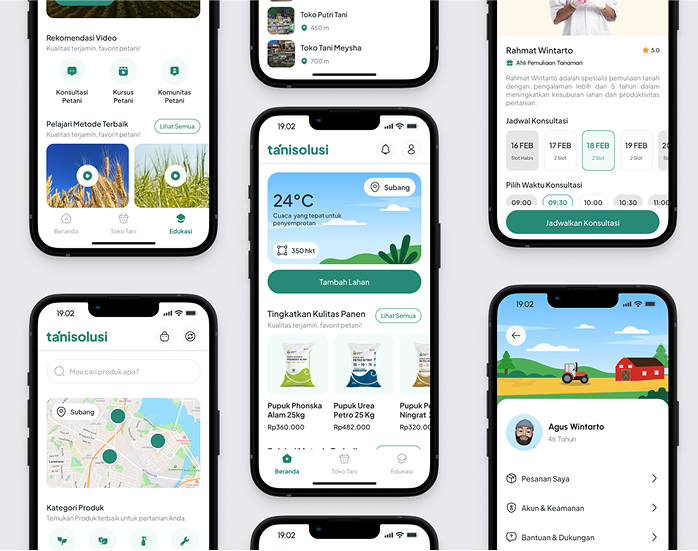 Rekomendasi Video
Kualitas terjamin, favorit petani!
Konsultasi
Petani
Kursus
Petani
Komunitas
Petani
Pelajari Metode Terbaik
Kualitas terjamin, favorit petani!
Lihat Semua
Beranda
Toko Tani
Edukasi
19:02
tanisolusi
Mau cari produk apa?
Subang
Kategori Produk
Temukan Produk terbaik untuk pertanian Anda.
Toko Putri Tani
450 m
Toko Tani Meysha
700 m
19:02
tanisolusi
Subang
24°C
Cuaca yang tepat untuk
penyemprotan
350 hkt
Tambah Lahan
Tingkatkan Kulitas Panen
Kualitas terjamin, favorit petani!
Lihat Semua
Pupuk Phonska
Alam 25kg
Rp360.000
Pupuk Urea
Petro 25 Kg
Rp482.000
Pupuk Pe
Ningrat
Rp320.00
Beranda
Toko Tani
Edukasi
19:02
Rahmat Wintarto
5.0
Ahli Pemuliaan Tanaman
Rahmat Wintarto adalah spesialis pemuliaan tanah
dengan pengalaman lebih dari 5 tahun dalam
meningkatkan kesuburan lahan dan produktivitas
pertanian.
Jadwal Konsultasi
16 FEB
Slot Habis
17 FEB
2 Slot
18 FEB
2 Slot
19 FEB
2 Slot
Pilih Waktu Konsultasi
09:00
09:30
10:00
10:30
11:00
Jadwalkan Konsultasi
19:02
Agus Wintarto
46 Tahun
Pesanan Saya
Akun & Keamanan
Bantuan & Dukungan